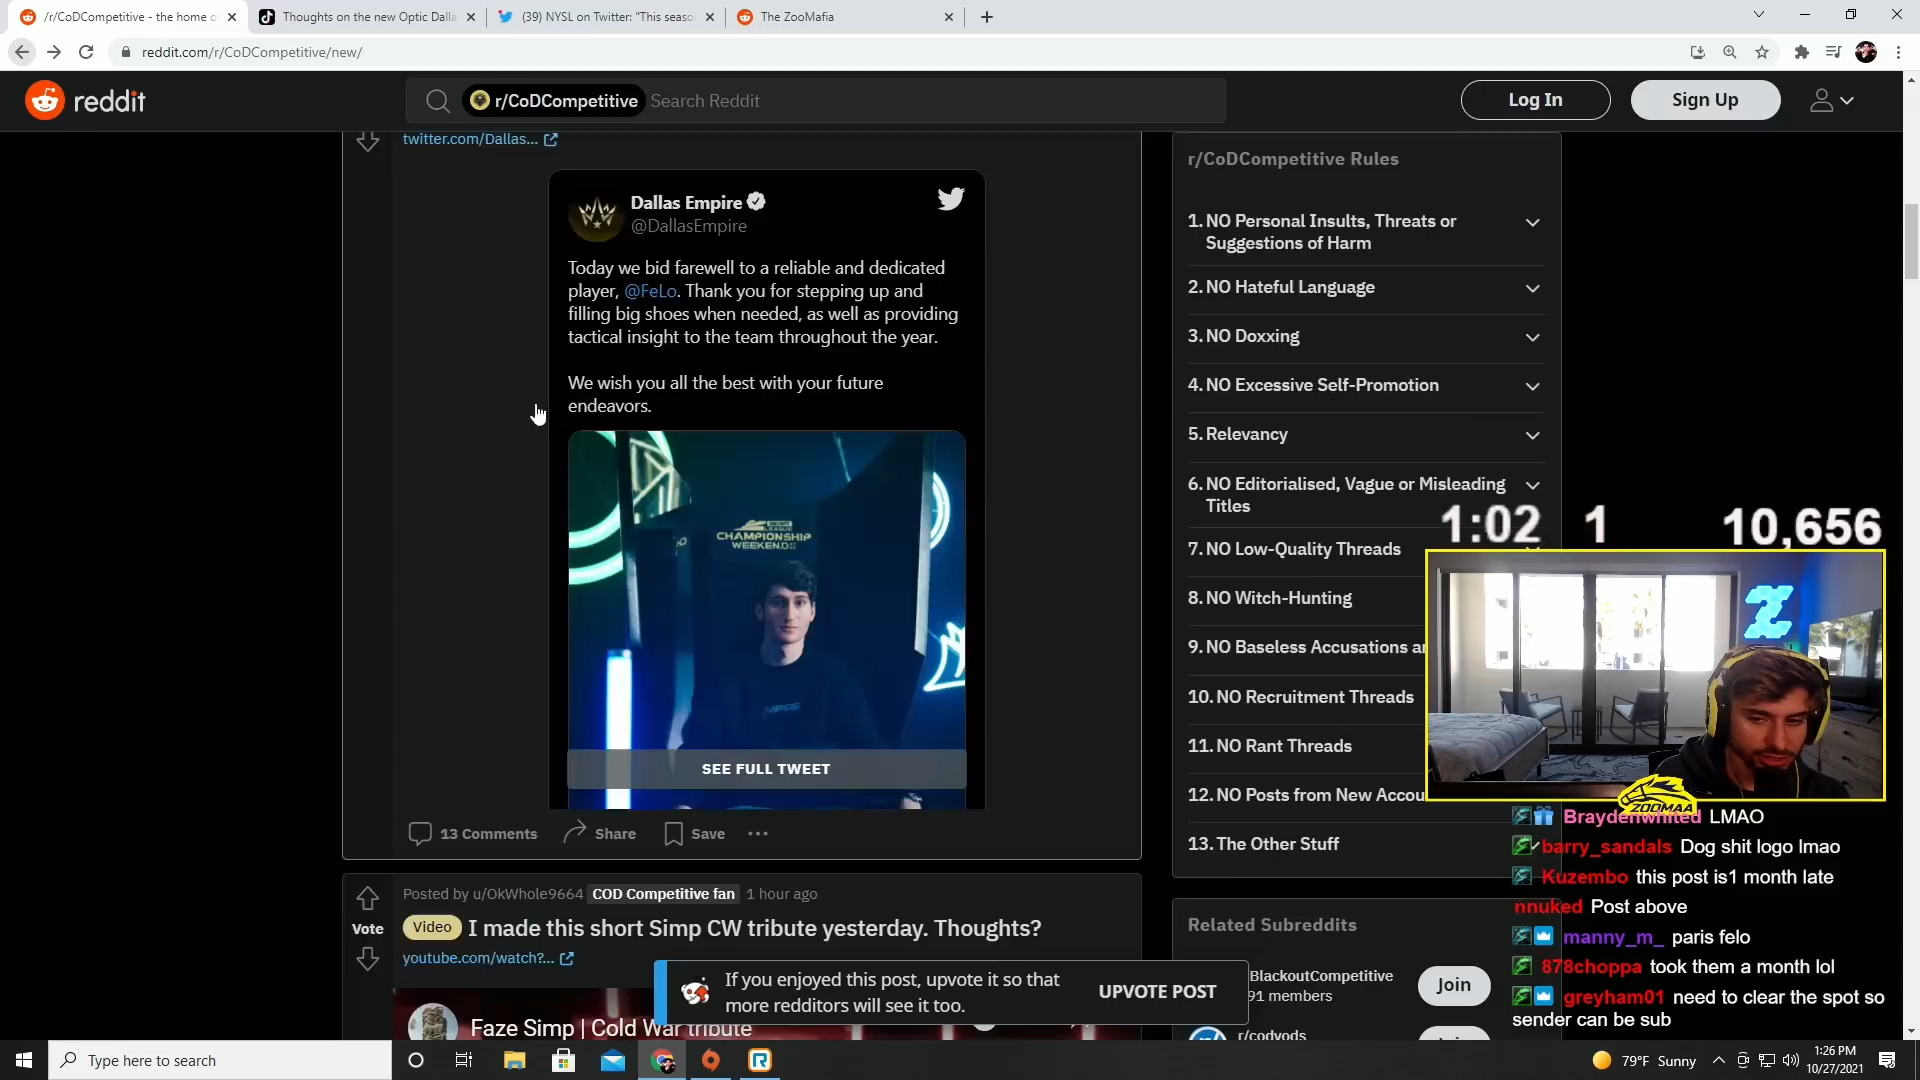 /r/CoDCompetitive - the home o
Thoughts on the new Optic Dalla
(39) NYSL on Twitter: "This seaso
The ZooMafia
reddit.com/r/CoDCompetitive/new/
reddit
r/CoDCompetitive Search Reddit
Log In
Sign Up
twitter.com/Dallas...
Dallas Empire
@DallasEmpire
Today we bid farewell to a reliable and dedicated
player, @FeLo. Thank you for stepping up and
filling big shoes when needed, as well as providing
tactical insight to the team throughout the year.
We wish you all the best with your future
endeavors.
CHAMPIONSHIP
WEEKEND
EMPIRE
SEE FULL TWEET
13 Comments
Share
Save
Posted by u/OkWhole9664 COD Competitive fan 1 hour ago
Vote
Video I made this short Simp CW tribute yesterday. Thoughts?
youtube.com/watch?...
Faze Simp | Cold War tribute
If you enjoyed this post, upvote it so that
more redditors will see it too.
UPVOTE POST
r/CoDCompetitive Rules
1. NO Personal Insults, Threats or
Suggestions of Harm
2. NO Hateful Language
3. NO Doxxing
4. NO Excessive Self-Promotion
5. Relevancy
6. NO Editorialised, Vague or Misleading
Titles
7. NO Low-Quality Threads
8. NO Witch-Hunting
9. NO Baseless Accusations a
10. NO Recruitment Threads
11. NO Rant Threads
12. NO Posts from New Accou
13. The Other Stuff
Related Subreddits
BlackoutCompetitive
91 members
Join
r/codvods
1:02 1 10,656
Z
ZOOMAA
Braydenwhited LMAO
barry_sandals Dog shit logo lmao
Kuzembo this post is1 month late
nnuked Post above
manny_m_ paris felo
878choppa took them a month lol
greyham01 need to clear the spot so
sender can be sub
Type here to search
79°F Sunny
1:26 PM
10/27/2021